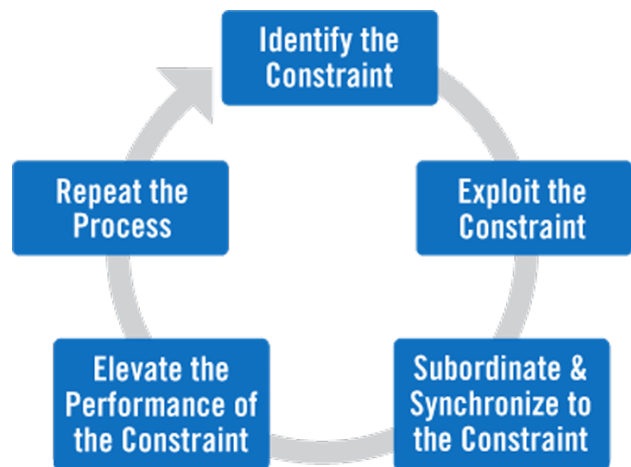 Identify the
Constraint
Exploit the
Constraint
Subordinate &
Synchronize to
the Constraint
Elevate the
Performance of
the Constraint
Repeat the
Process